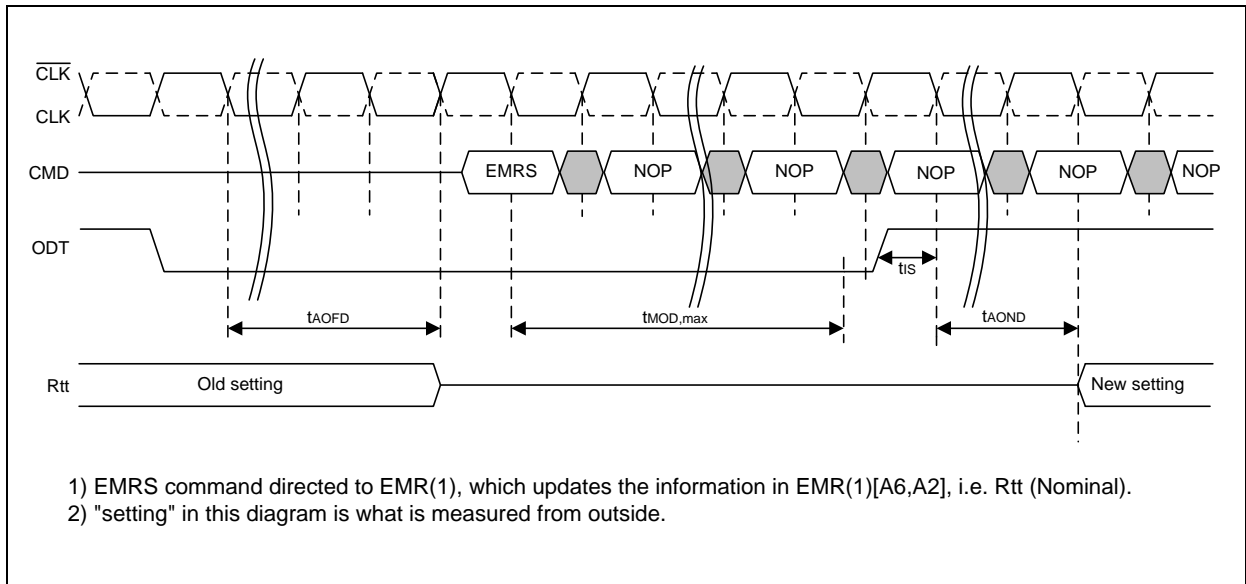 CLK
CLK
CMD EMRS NOP NOP NOP NOP NOP
ODT
tIS
tAOFD tMOD,max tAOND
Rtt Old setting New setting
1) EMRS command directed to EMR(1), which updates the information in EMR(1)[A6,A2], i.e. Rtt (Nominal).
2) "setting" in this diagram is what is measured from outside.